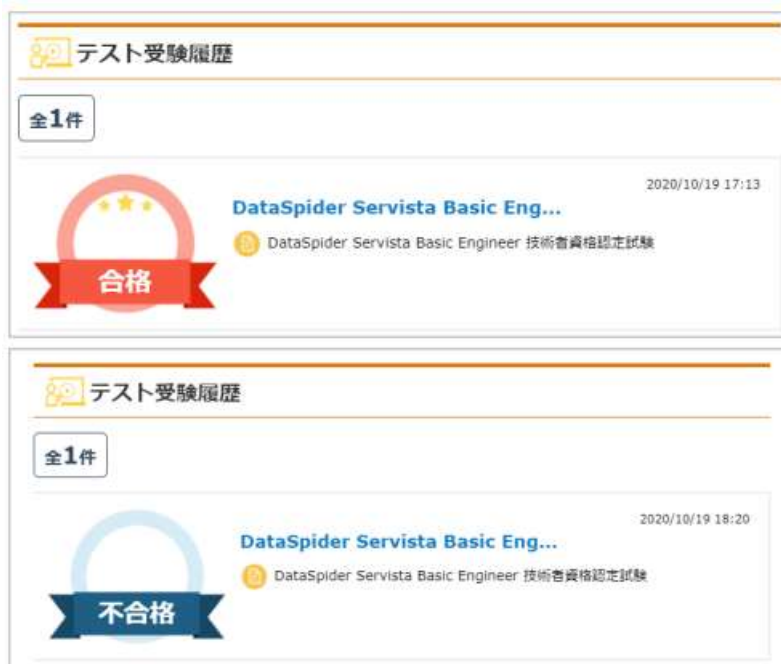 テスト受験履歴
全1件
2020/10/19 17:13
DataSpider Servista Basic Eng...
DataSpider Servista Basic Engineer 技術者資格認定試験
合格
テスト受験履歴
全1件
2020/10/19 18:20
DataSpider Servista Basic Eng...
DataSpider Servista Basic Engineer 技術者資格認定試験
不合格